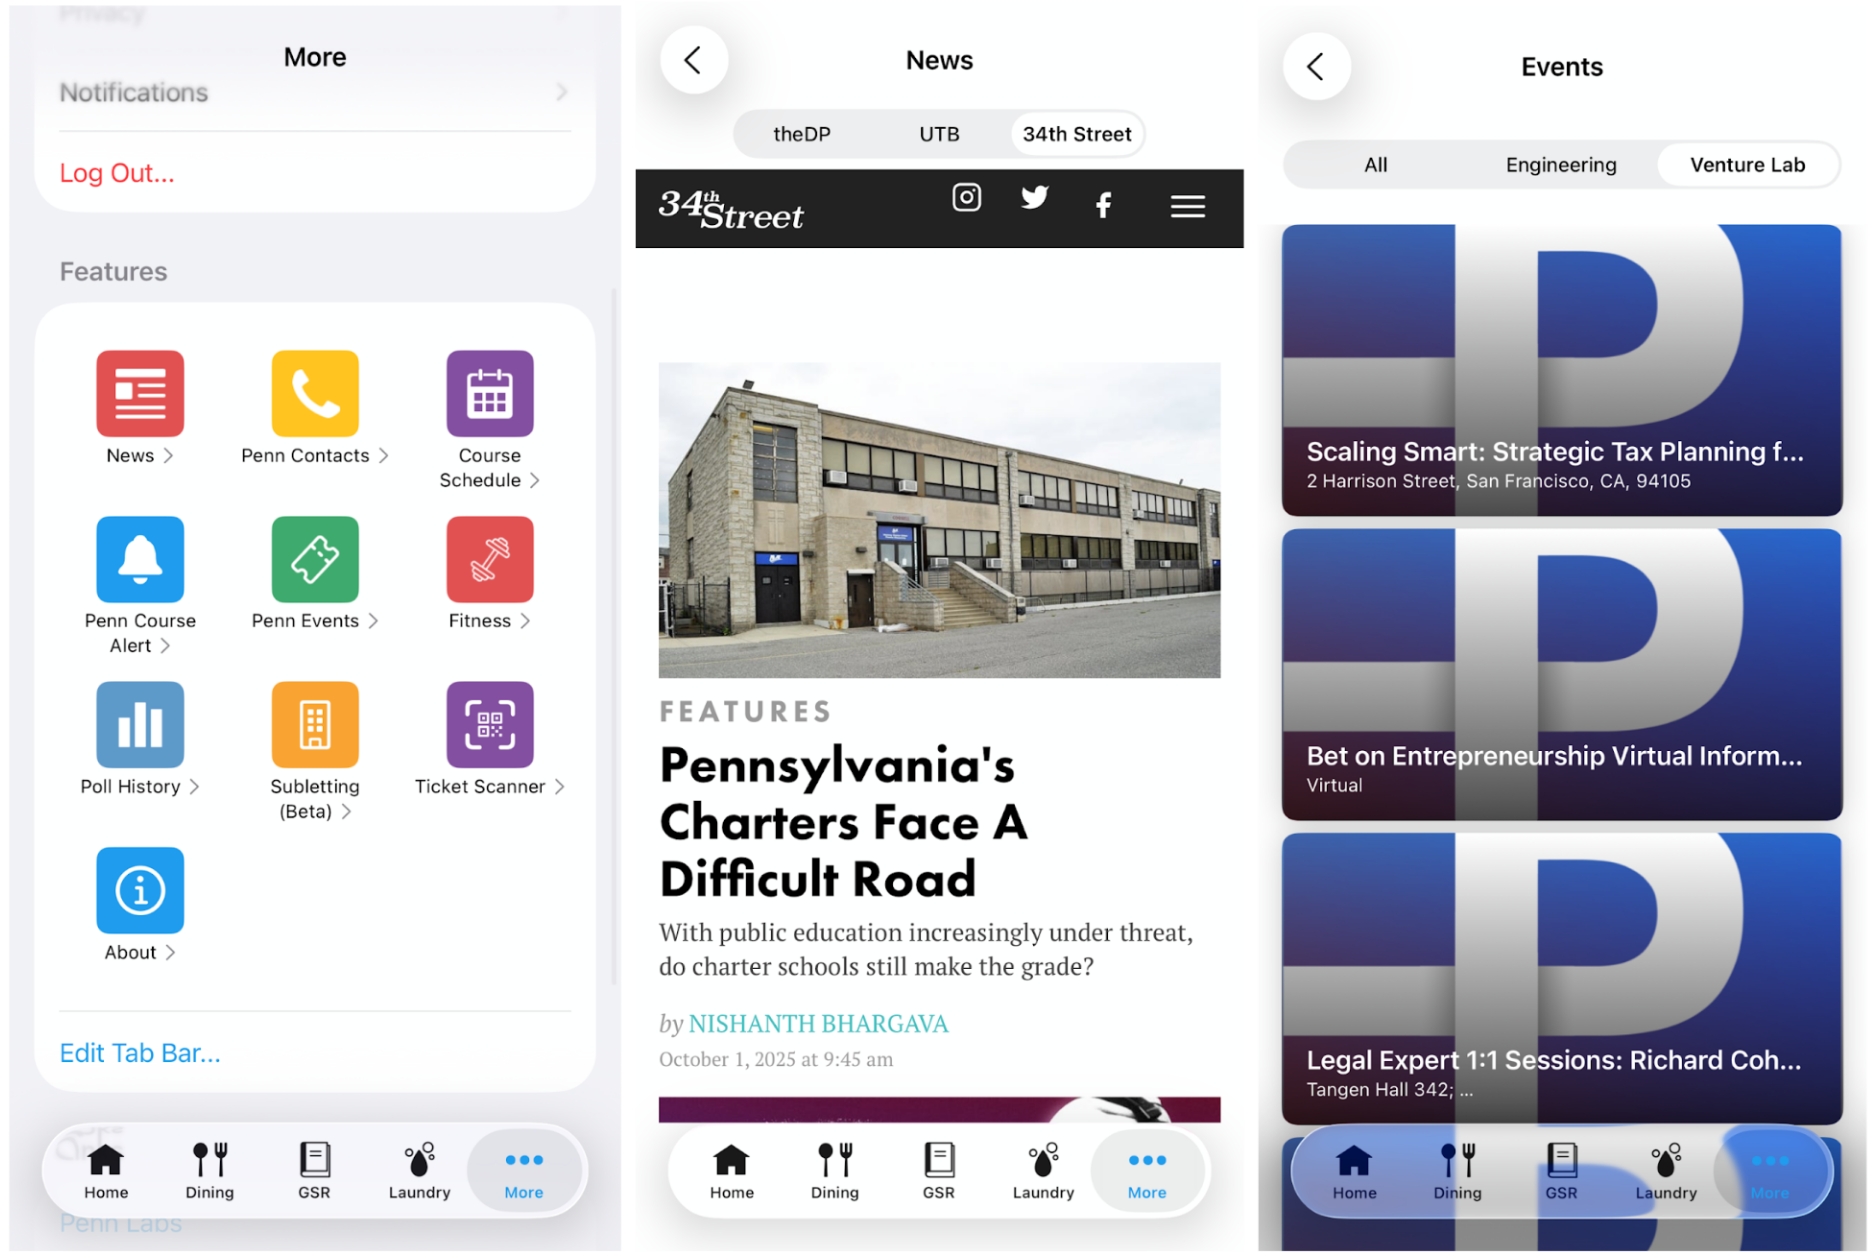 Privacy
More
Notifications
Log Out...
Features
News
Penn Contacts
Course
Schedule
Penn Course
Alert
Penn Events
Fitness
Poll History
Subletting
(Beta)
Ticket Scanner
About
Edit Tab Bar...
Home
Dining
GSR
Laundry
More
Penn Labs
News
theDP
UTB
34th Street
34th Street
FEATURES
Pennsylvania's
Charters Face A
Difficult Road
With public education increasingly under threat,
do charter schools still make the grade?
by NISHANTH BHARGAVA
October 1, 2025 at 9:45 am
Home
Dining
GSR
Laundry
More
Events
All
Engineering
Venture Lab
Scaling Smart: Strategic Tax Planning f...
2 Harrison Street, San Francisco, CA, 94105
Bet on Entrepreneurship Virtual Inform...
Virtual
Legal Expert 1:1 Sessions: Richard Coh...
Tangen Hall 342; ...
Home
Dining
GSR
Laundry
More